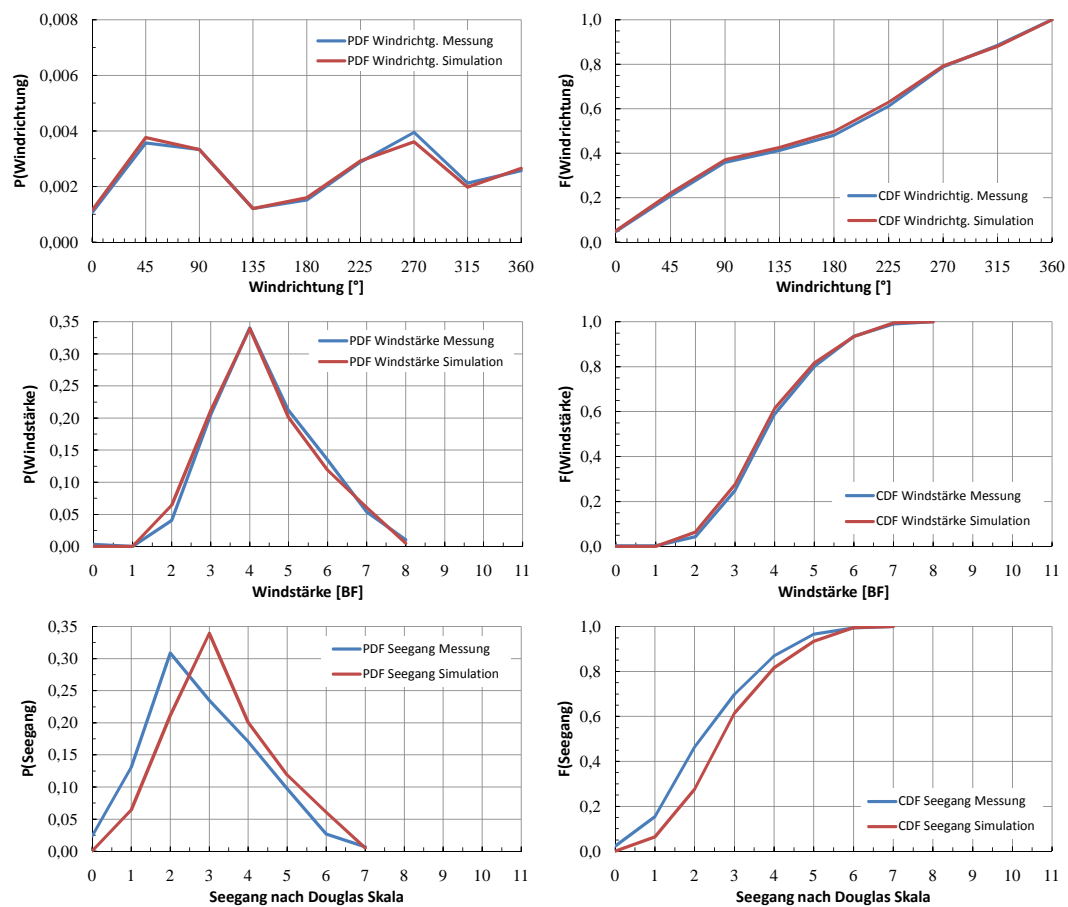 0,008
0,006
0,004
0,002
0,000
P(Windrichtung)
PDF Windrichtg. Messung
PDF Windrichtg. Simulation
0 45 90 135 180 225 270 315 360
Windrichtung [°]
1,0
0,8
0,6
0,4
0,2
0,0
F(Windrichtung)
CDF Windrichtig. Messung
CDF Windrichtg. Simulation
0 45 90 135 180 225 270 315 360
Windrichtung [°]
0,35
0,30
0,25
0,20
0,15
0,10
0,05
0,00
P(Windstärke)
PDF Windstärke Messung
PDF Windstärke Simulation
0 1 2 3 4 5 6 7 8 9 10 11
Windstärke [BF]
1,0
0,8
0,6
0,4
0,2
0,0
F(Windstärke)
CDF Windstärke Messung
CDF Windstärke Simulation
0 1 2 3 4 5 6 7 8 9 10 11
Windstärke [BF]
0,35
0,30
0,25
0,20
0,15
0,10
0,05
0,00
P(Seegang)
PDF Seegang Messung
PDF Seegang Simulation
0 1 2 3 4 5 6 7 8 9 10 11
Seegang nach Douglas Skala
1,0
0,8
0,6
0,4
0,2
0,0
F(Seegang)
CDF Seegang Messung
CDF Seegang Simulation
0 1 2 3 4 5 6 7 8 9 10 11
Seegang nach Douglas Skala